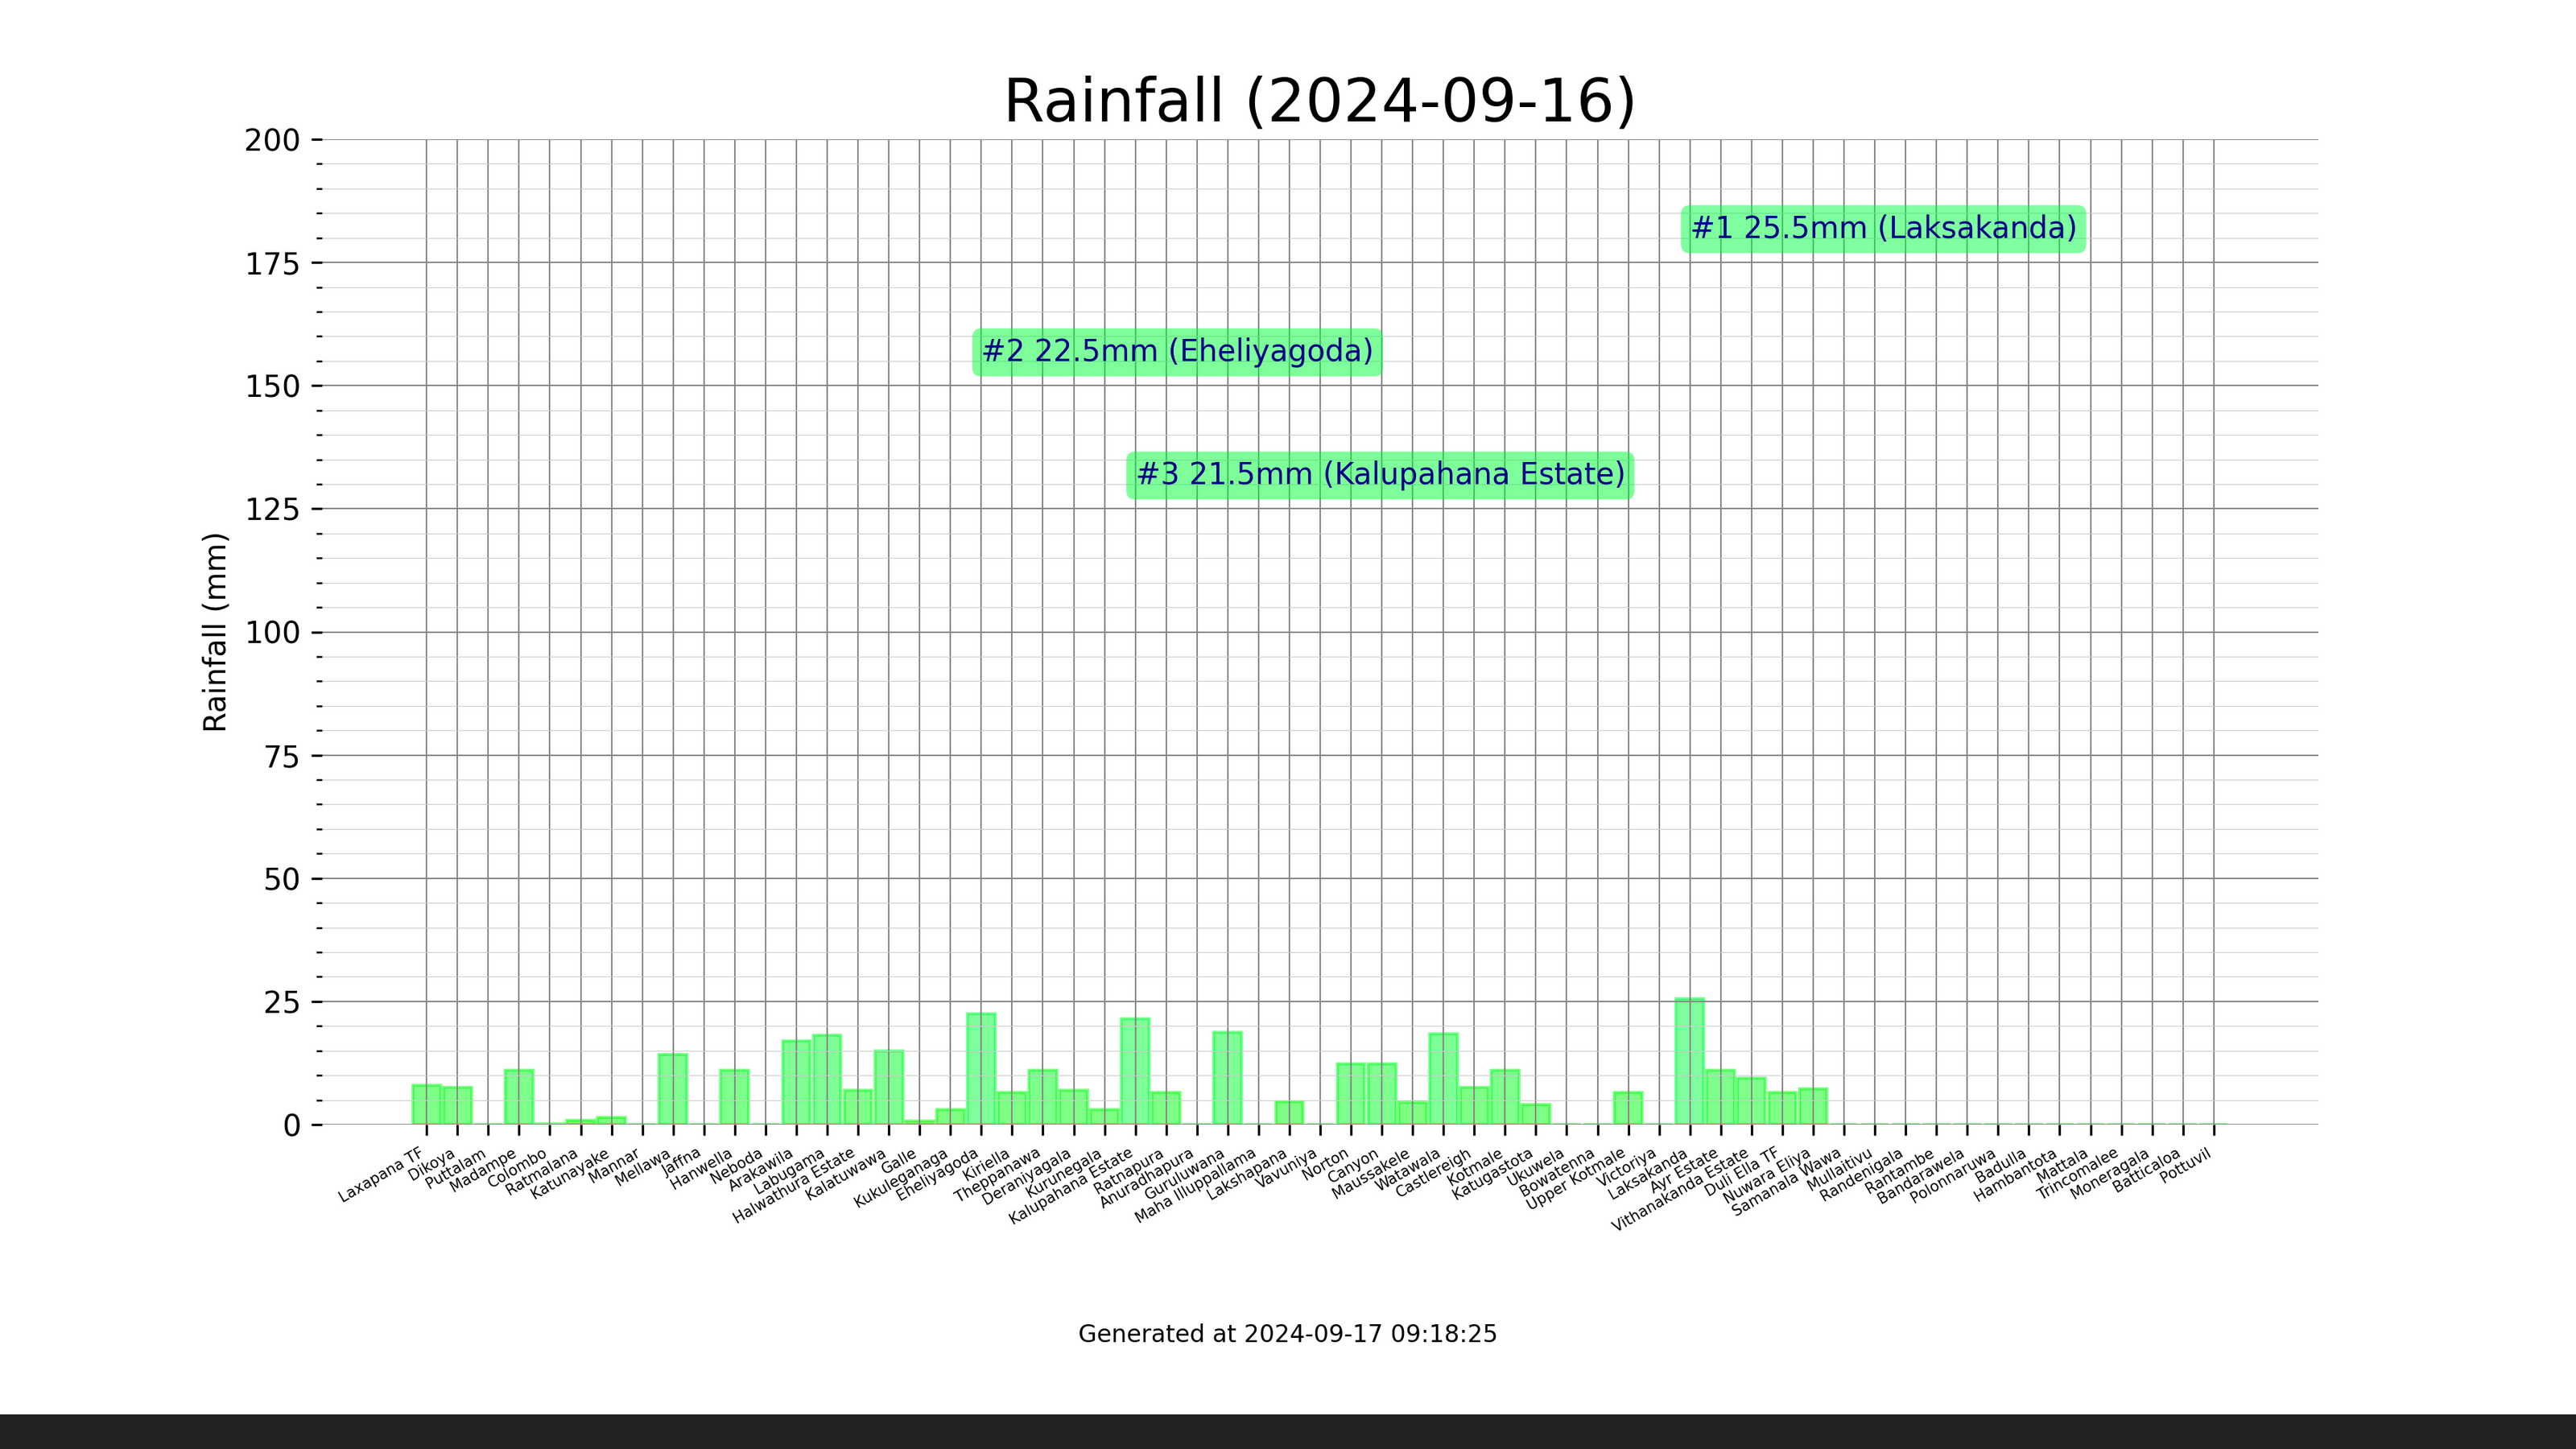 Rainfall (2024-09-16)
200
175
150
125
100
75
50
25
0
Rainfall (mm)
#1 25.5mm (Laksakanda)
#2 22.5mm (Eheliyagoda)
#3 21.5mm (Kalupahana Estate)
Laxapana TF
Dikoya
Puttalam
Madampe
Colombo
Ratmalana
Katunayake
Mannar
Mellawa
Jaffna
Hanwella
Neboda
Arakawila
Labugama
Halwathura Estate
Kalatuwawa
Galle
Kukuleganaga
Eheliyagoda
Kiriella
Theppanawa
Deraniyagala
Kurunegala
Kalupahana Estate
Ratnapura
Anuradhapura
Guruluwana
Maha Illuppallama
Lakshapana
Vavuniya
Norton
Canyon
Maussakele
Watawala
Castlereigh
Kotmale
Katugastota
Ukuwela
Bowatenna
Upper Kotmale
Victoriya
Laksakanda
Ayr Estate
Vithanakanda Estate
Duli Ella TF
Nuwara Eliya
Samanala Wawa
Mullaitivu
Randenigala
Rantambe
Bandarawela
Polonnaruwa
Badulla
Hambantota
Mattala
Trincomalee
Moneragala
Batticaloa
Pottuvil
Generated at 2024-09-17 09:18:25